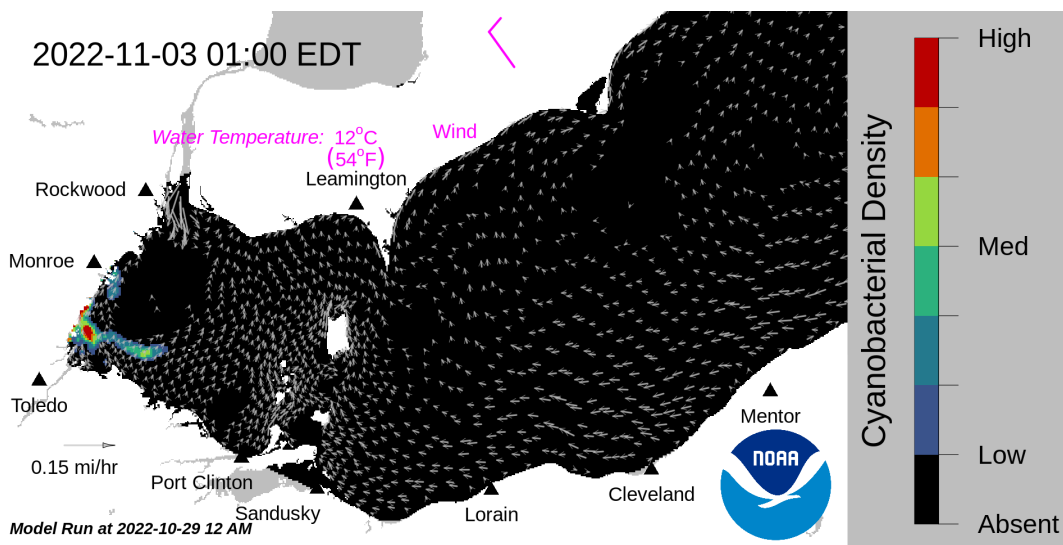 2022-11-03 01:00 EDT
Water Temperature: 12°C
(54°F)
Wind
Leamington
Rockwood
Monroe
Toledo
0.15 mi/hr
Port Clinton
Sandusky
Lorain
Cleveland
Mentor
NOAA
Model Run at 2022-10-29 12 AM
Cyanobacterial Density
High
Med
Low
Absent